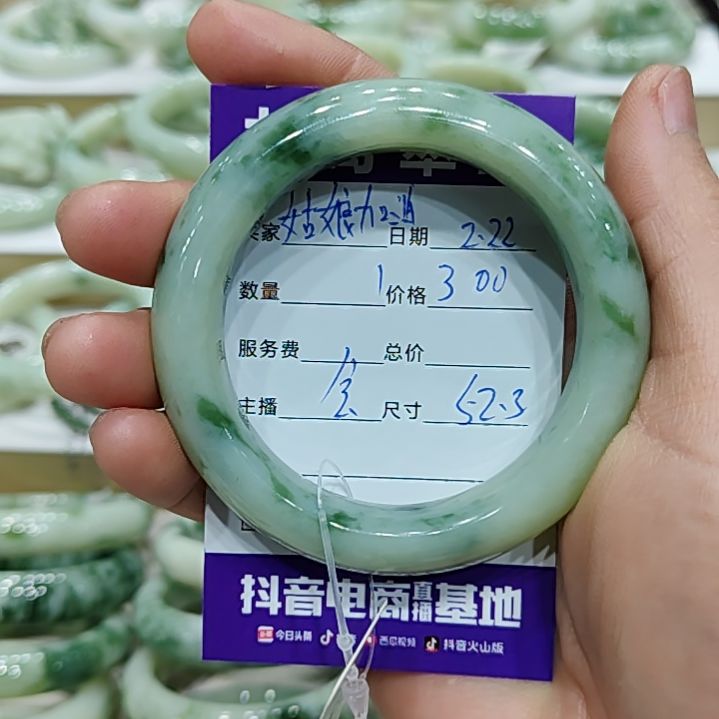 买家 姑娘加油 日期 2.22
数量 1 价格 300
服务费 总价
主播 尺寸 52.3
抖音电商直播基地
今日头条 抖音 西瓜视频 抖音火山版